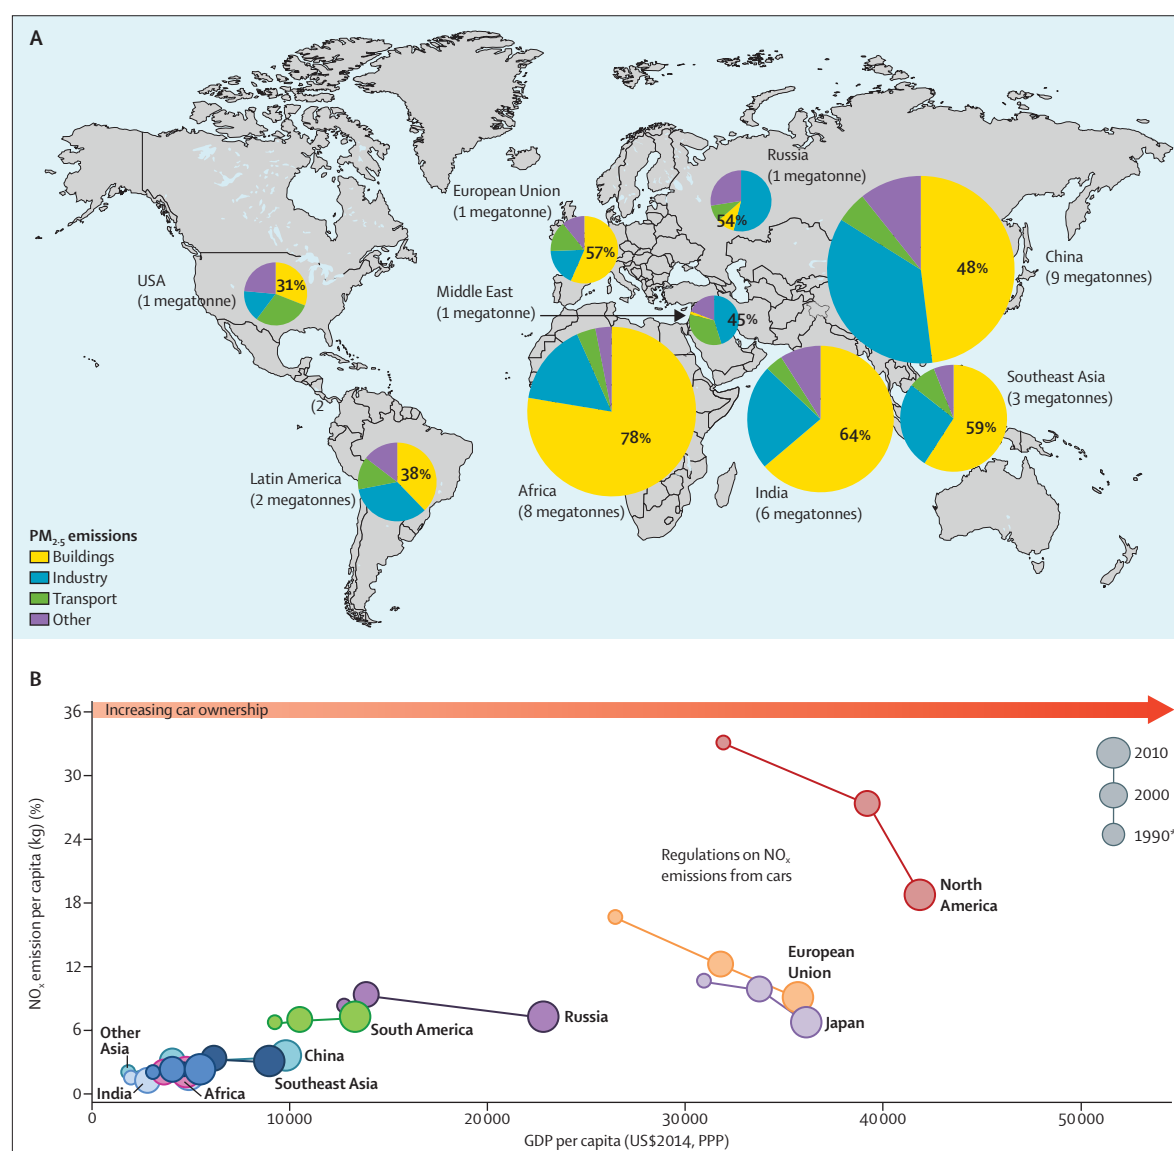 A
Russia
(1 megatonne)
54%
European Union
(1 megatonne)
57%
China
(9 megatonnes)
48%
USA
(1 megatonne)
31%
Middle East
(1 megatonne)
45%
Southeast Asia
(3 megatonnes)
59%
(2
78%
64%
Latin America
(2 megatonnes)
38%
Africa
(8 megatonnes)
India
(6 megatonnes)
PM2·5 emissions
Buildings
Industry
Transport
Other
B
Increasing car ownership
NOx emission per capita (kg) (%)
36
30
24
18
12
6
0
2010
2000
1990*
Regulations on NOx
emissions from cars
North
America
European
Union
Japan
Russia
South America
Other
Asia
China
Southeast Asia
India
Africa
0
10000
20000
30000
40000
50000
GDP per capita (US$2014, PPP)